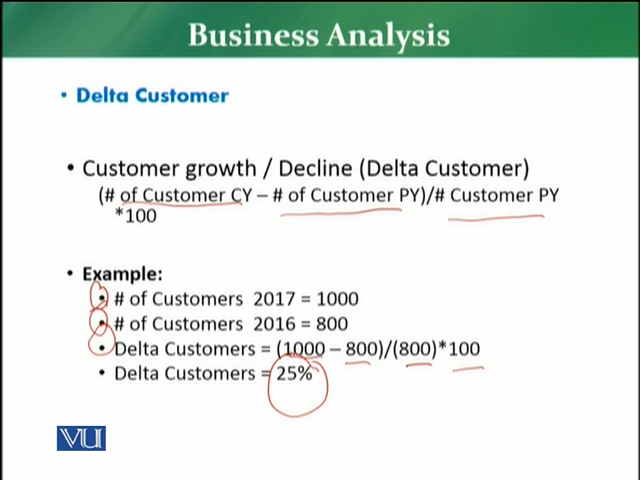 Business Analysis
• Delta Customer
• Customer growth / Decline (Delta Customer)
(# of Customer CY – # of Customer PY)/# Customer PY
*100
• Example:
• # of Customers 2017 = 1000
• # of Customers 2016 = 800
• Delta Customers = (1000 – 800)/(800)*100
• Delta Customers = 25%
VU